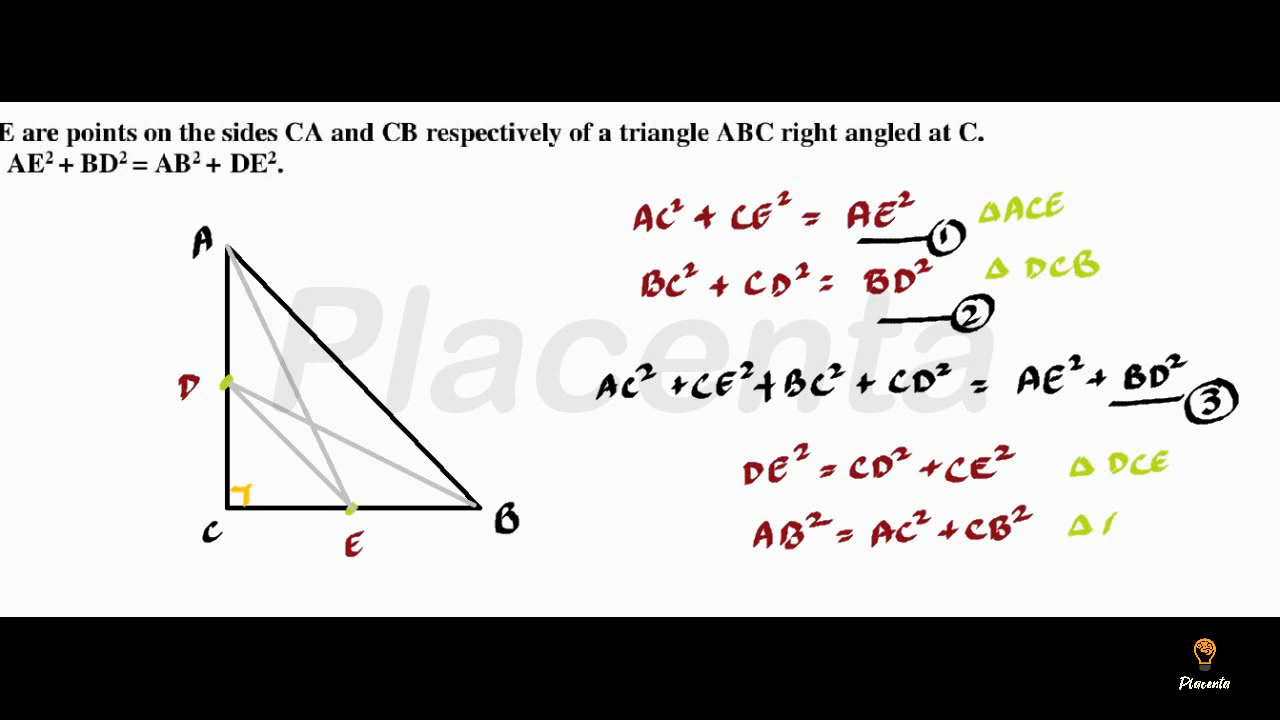 E are points on the sides CA and CB respectively of a triangle ABC right angled at C.
AE² + BD² = AB² + DE².
AC² + CE² = AE² ① ΔACE
BC² + CD² = BD² ② Δ DCB
AC² + CE² + BC² + CD² = AE² + BD² ③
DE² = CD² + CE² Δ DCE
AB² = AC² + CB² Δ
A
D
C
E
B
Placenta
Placenta